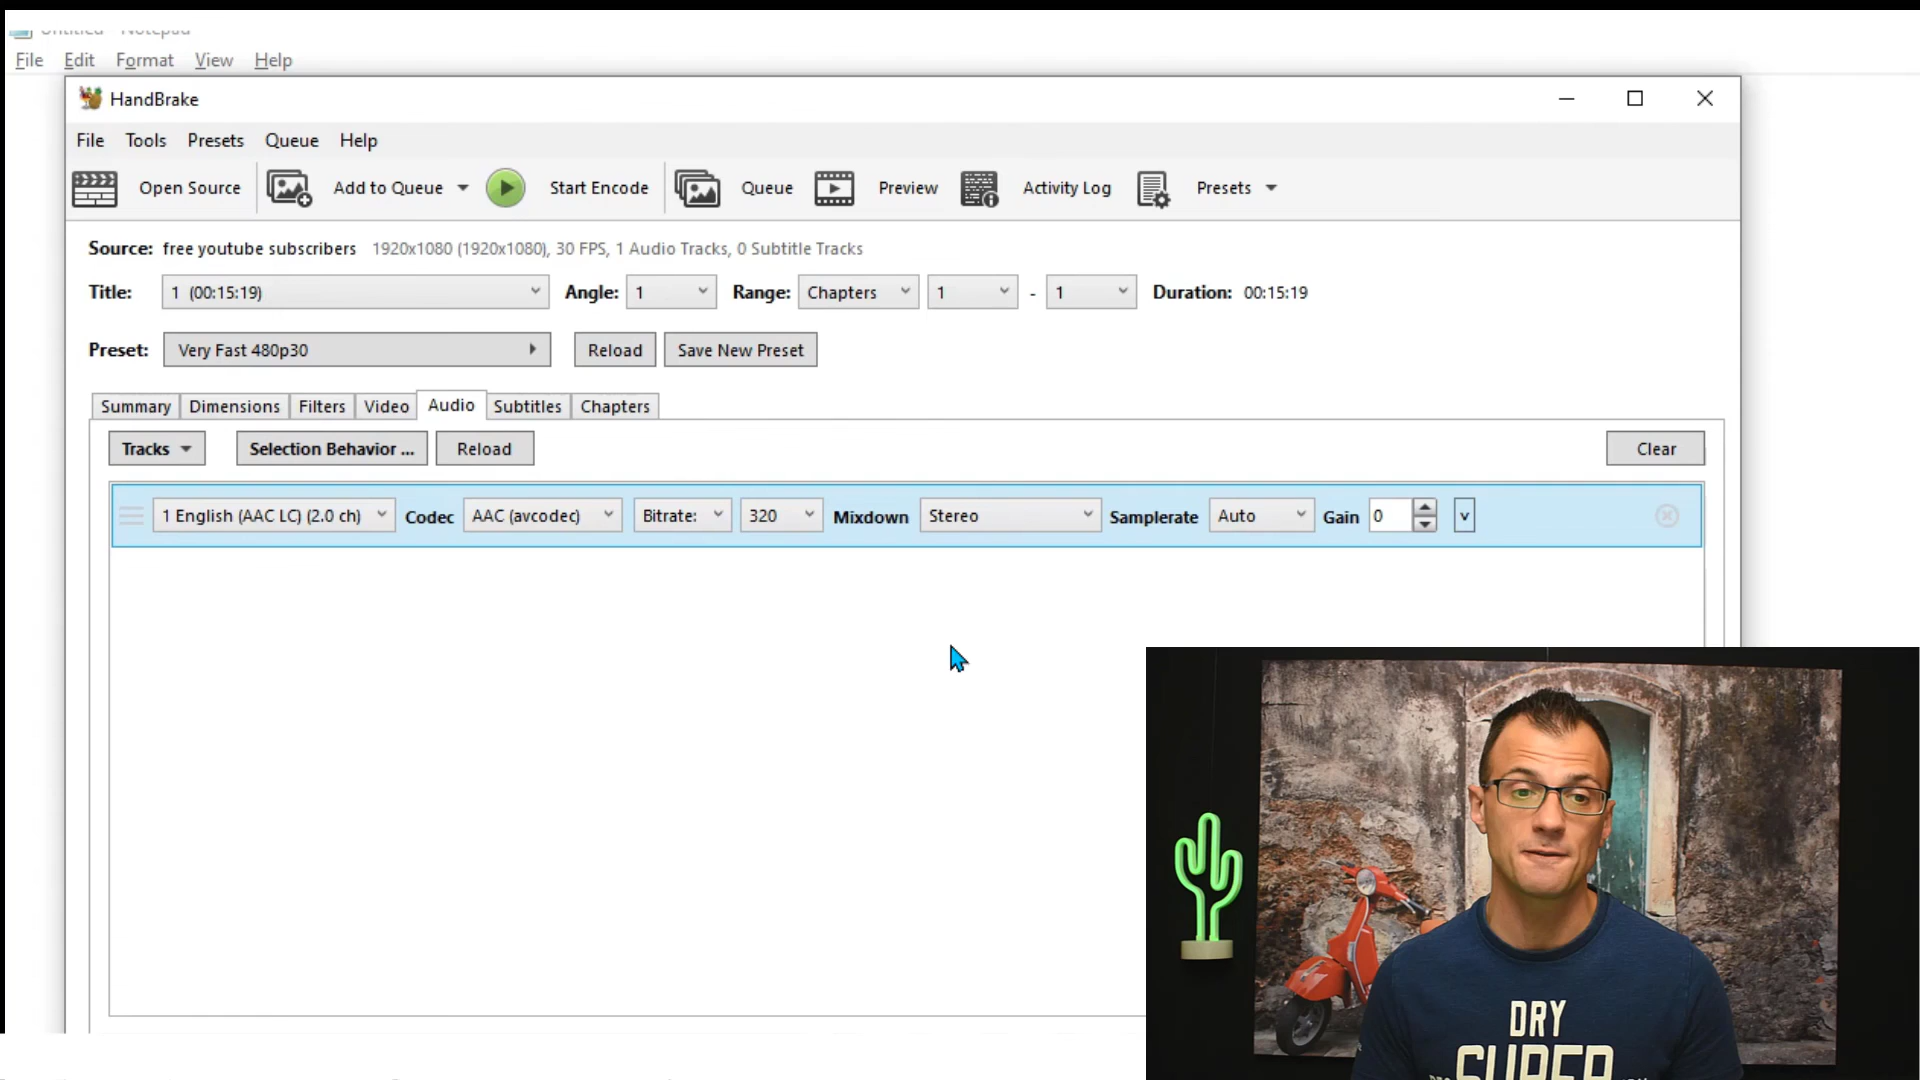 Untitled - Notepad
File Edit Format View Help
HandBrake
File Tools Presets Queue Help
Open Source Add to Queue Start Encode Queue Preview Activity Log Presets
Source: free youtube subscribers 1920x1080 (1920x1080), 30 FPS, 1 Audio Tracks, 0 Subtitle Tracks
Title: 1 (00:15:19) Angle: 1 Range: Chapters 1 - 1 Duration: 00:15:19
Preset: Very Fast 480p30 Reload Save New Preset
Summary Dimensions Filters Video Audio Subtitles Chapters
Tracks Selection Behavior ... Reload Clear
1 English (AAC LC) (2.0 ch) Codec AAC (avcodec) Bitrate: 320 Mixdown Stereo Samplerate Auto Gain 0 v
DRY
SUPER